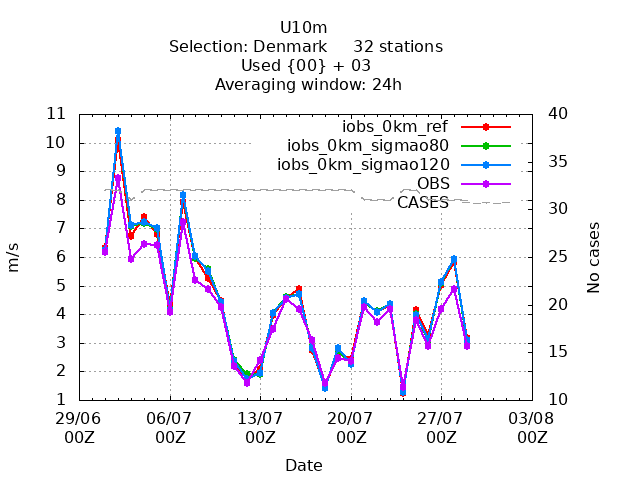 U10m
Selection: Denmark 32 stations
Used {00} + 03
Averaging window: 24h
iobs_0km_ref
iobs_0km_sigmao80
iobs_0km_sigmao120
OBS
CASES
m/s
11
10
9
8
7
6
5
4
3
2
1
No cases
40
35
30
25
20
15
10
29/06 06/07 13/07 20/07 27/07 03/08
00Z 00Z 00Z 00Z 00Z 00Z
Date